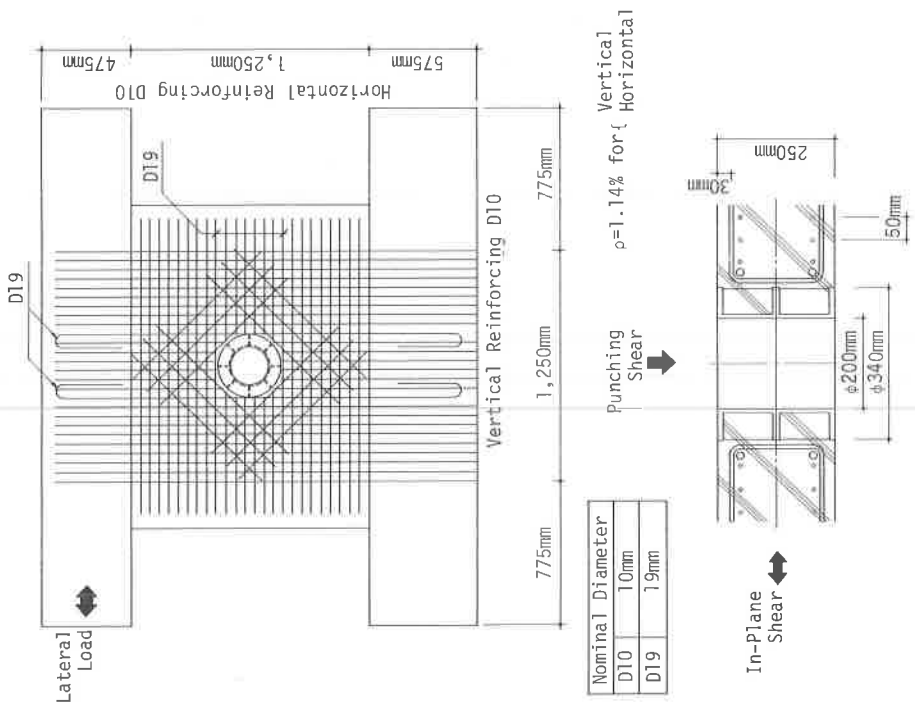 475mm
1,250mm
575mm
Horizontal Reinforcing D10
D19
D19
Lateral
Load
775mm
1,250mm
775mm
Vertical Reinforcing D10
Nominal Diameter
D10 10mm
D19 19mm
ρ=1.14% for { Vertical
Horizontal
Punching
Shear
In-Plane
Shear
250mm
30mm
50mm
φ200mm
φ340mm